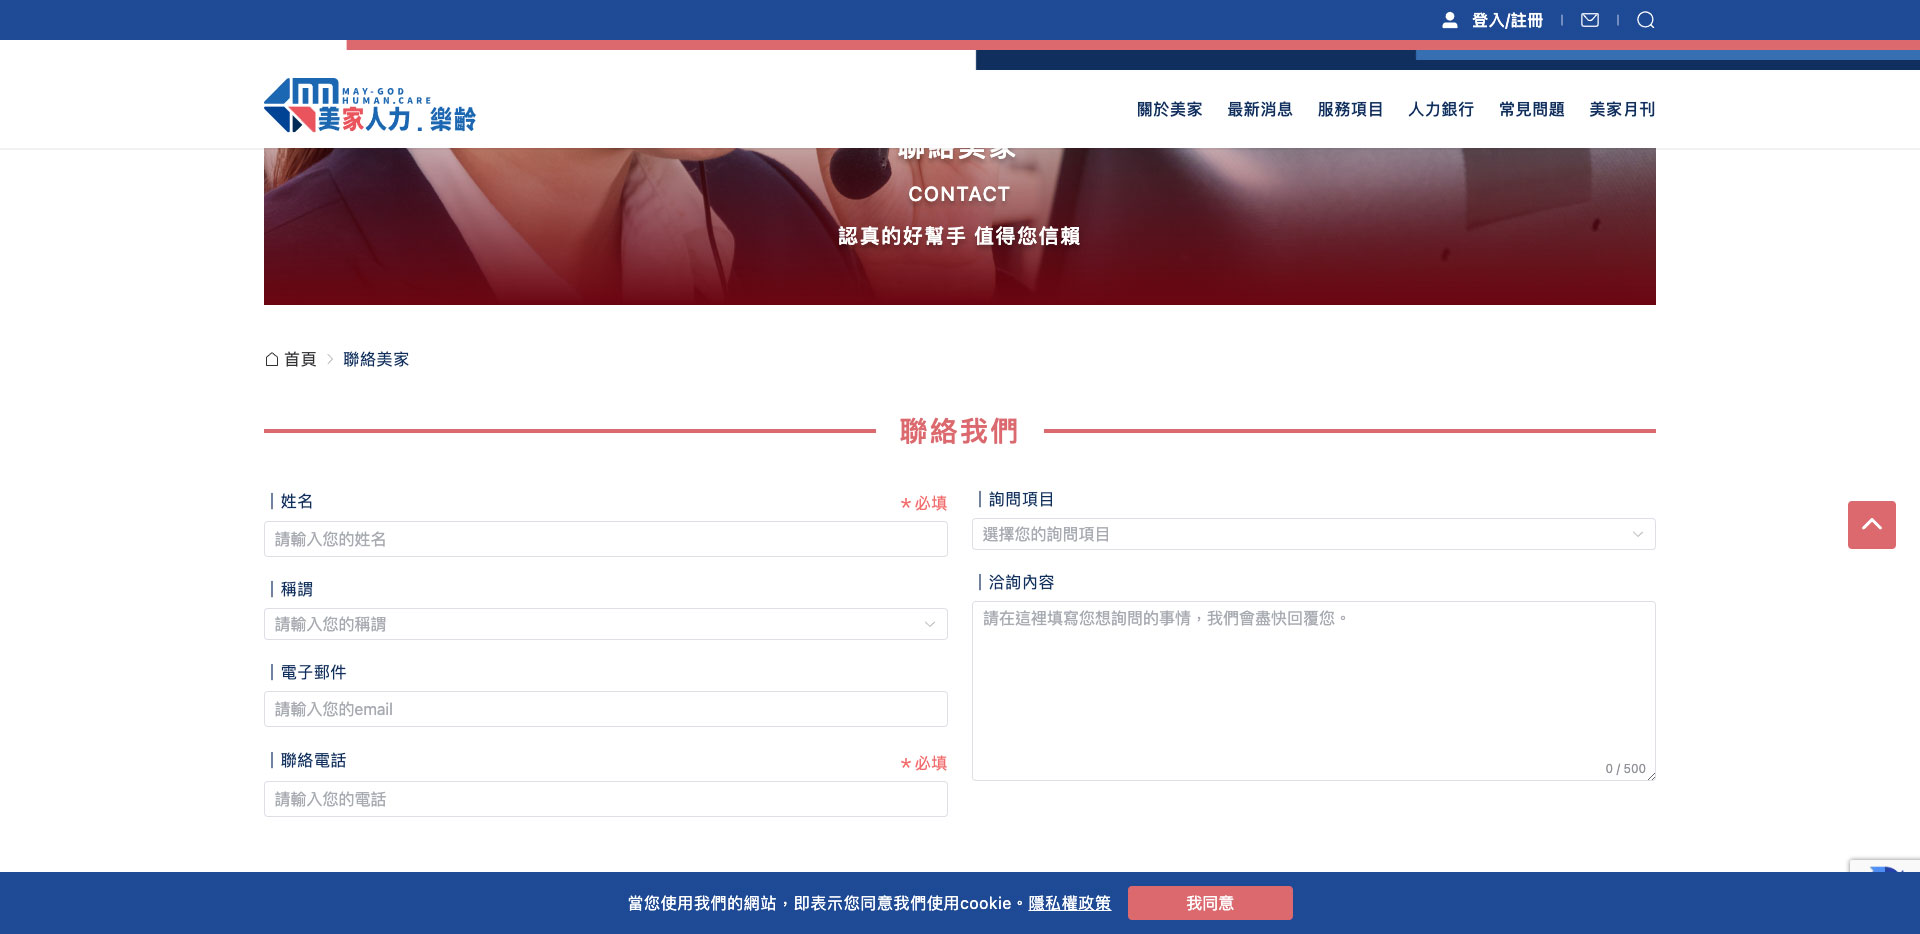 登入/註冊
MAY-GOD
HUMAN.CARE
美家人力.樂齡
關於美家
最新消息
服務項目
人力銀行
常見問題
美家月刊
聯絡美家
CONTACT
認真的好幫手 值得您信賴
首頁
聯絡美家
聯絡我們
｜姓名
*必填
請輸入您的姓名
｜稱謂
請輸入您的稱謂
｜電子郵件
請輸入您的email
｜聯絡電話
*必填
請輸入您的電話
｜詢問項目
選擇您的詢問項目
｜洽詢內容
請在這裡填寫您想詢問的事情，我們會盡快回覆您。
0 / 500
當您使用我們的網站，即表示您同意我們使用cookie。隱私權政策
我同意